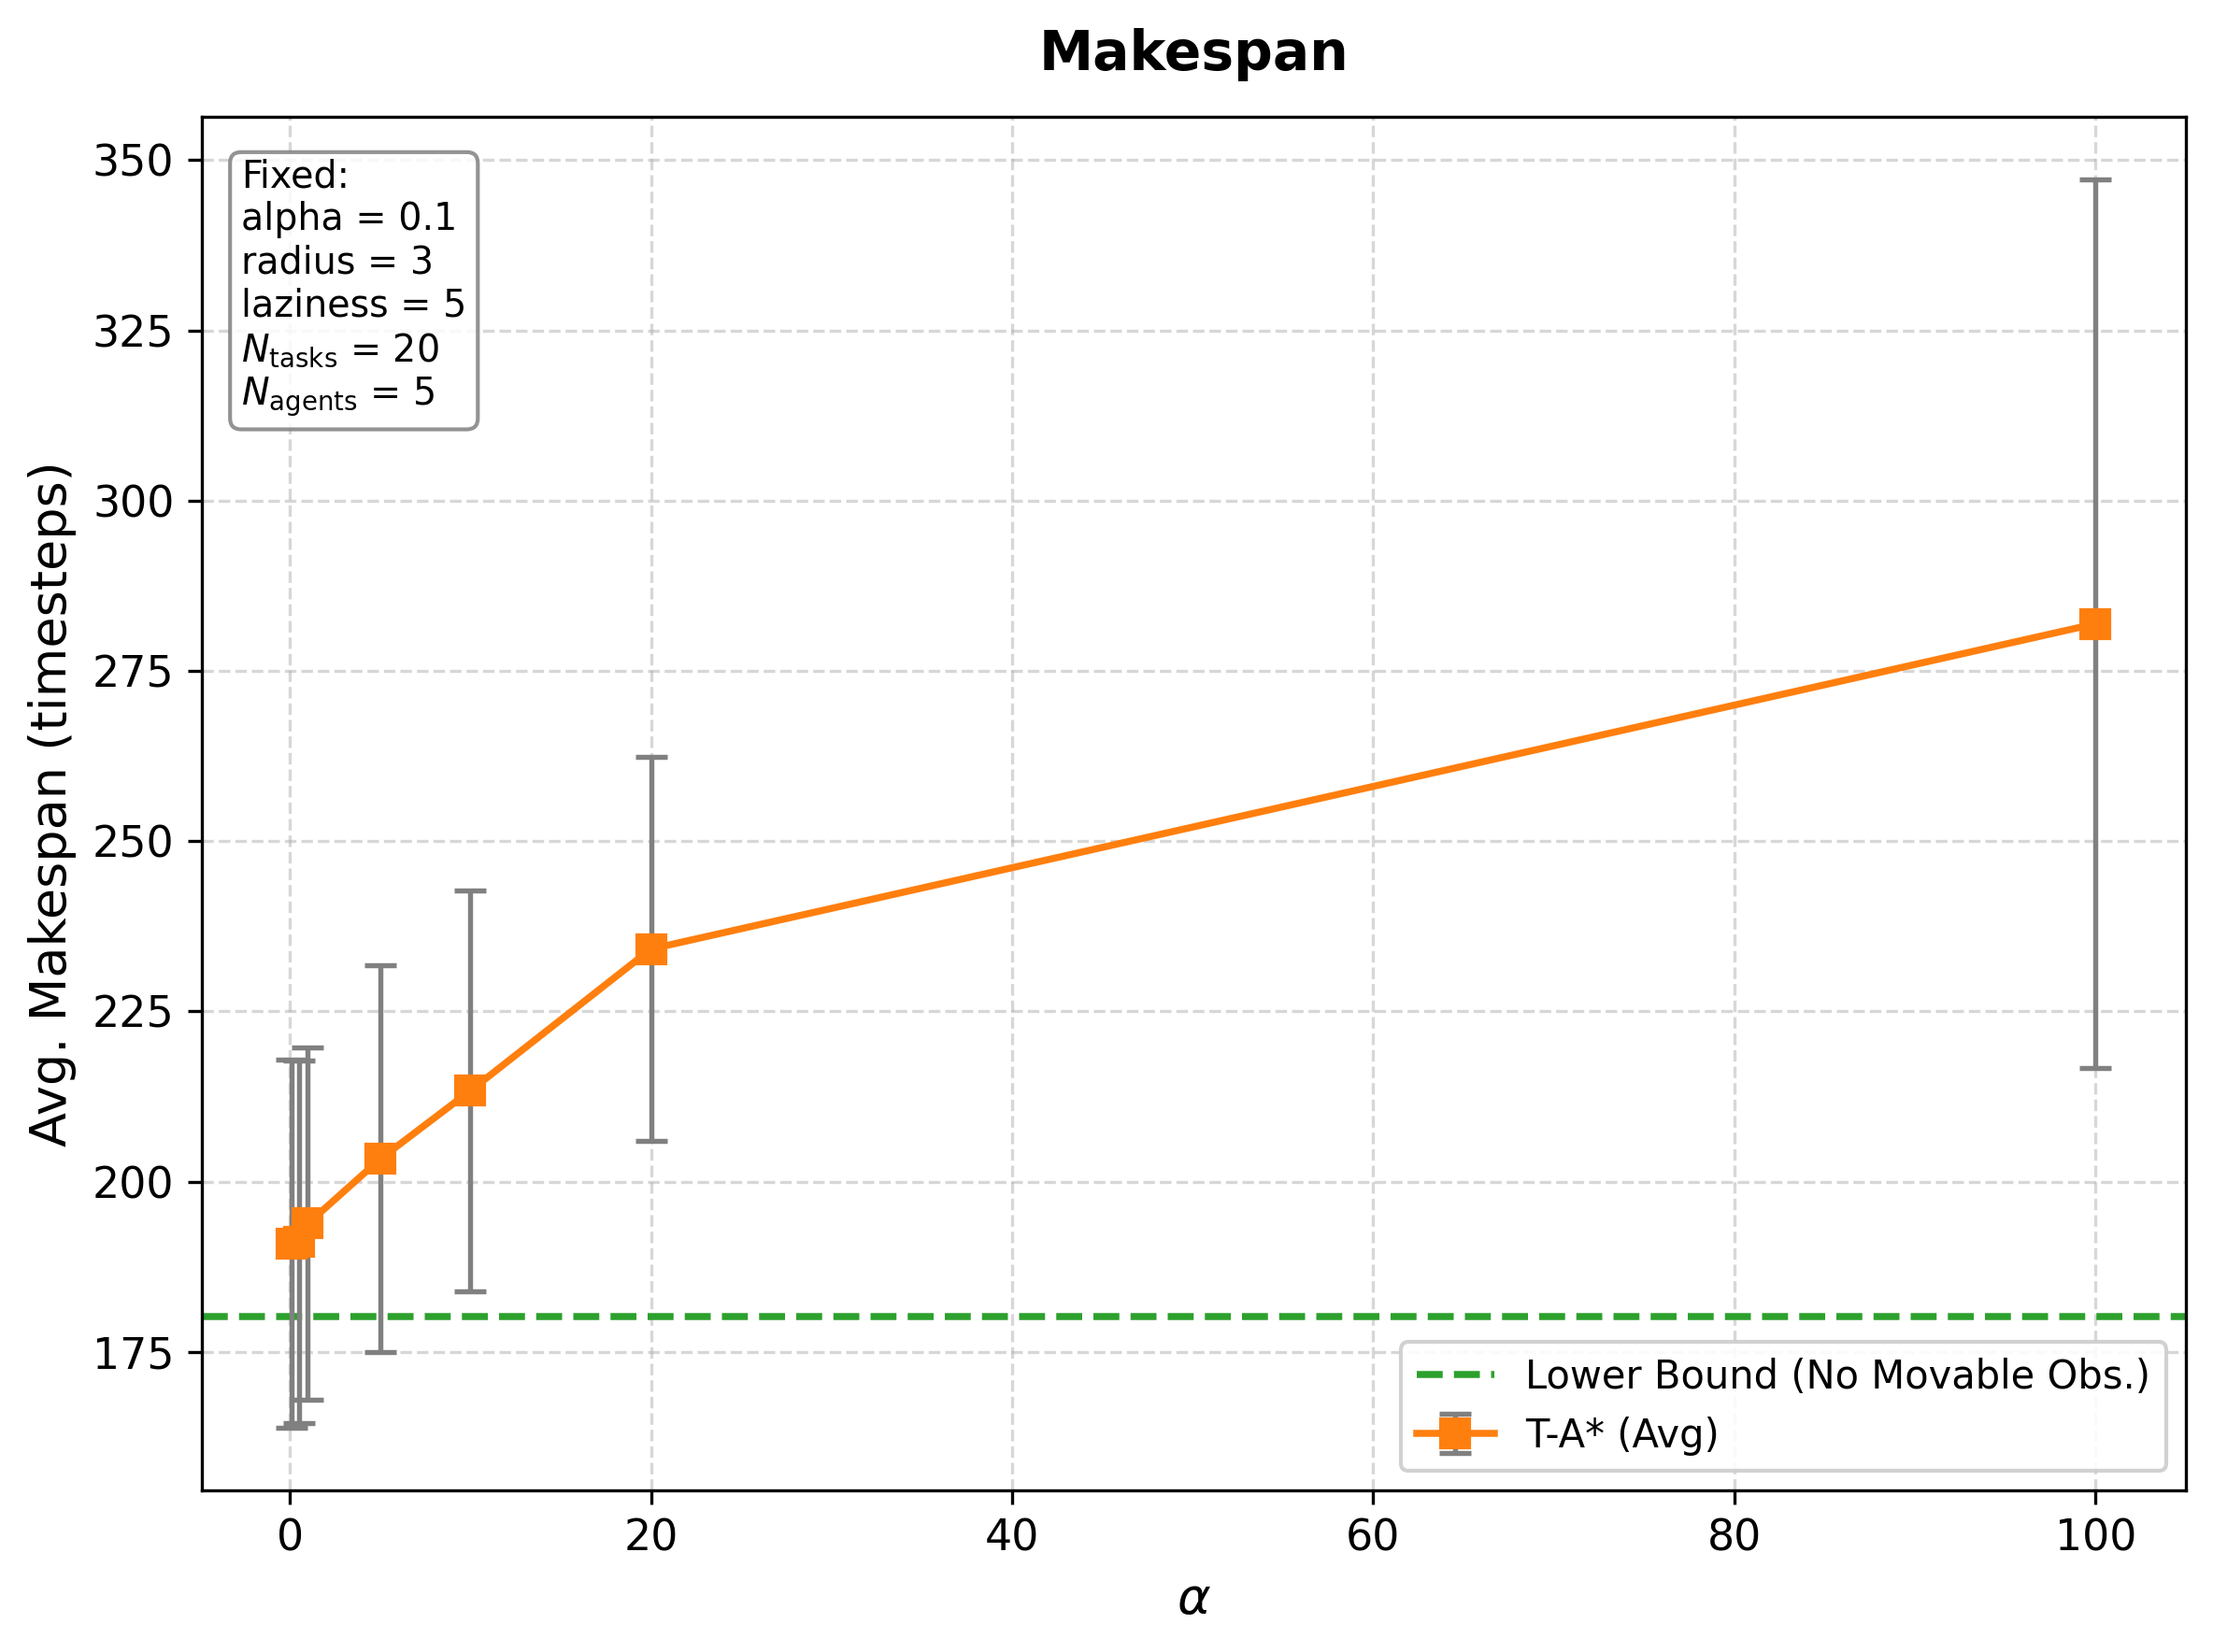 Makespan
350
325
300
275
250
225
200
175
Avg. Makespan (timesteps)
Fixed:
alpha = 0.1
radius = 3
laziness = 5
N_tasks = 20
N_agents = 5
Lower Bound (No Movable Obs.)
T-A* (Avg)
0 20 40 60 80 100
α